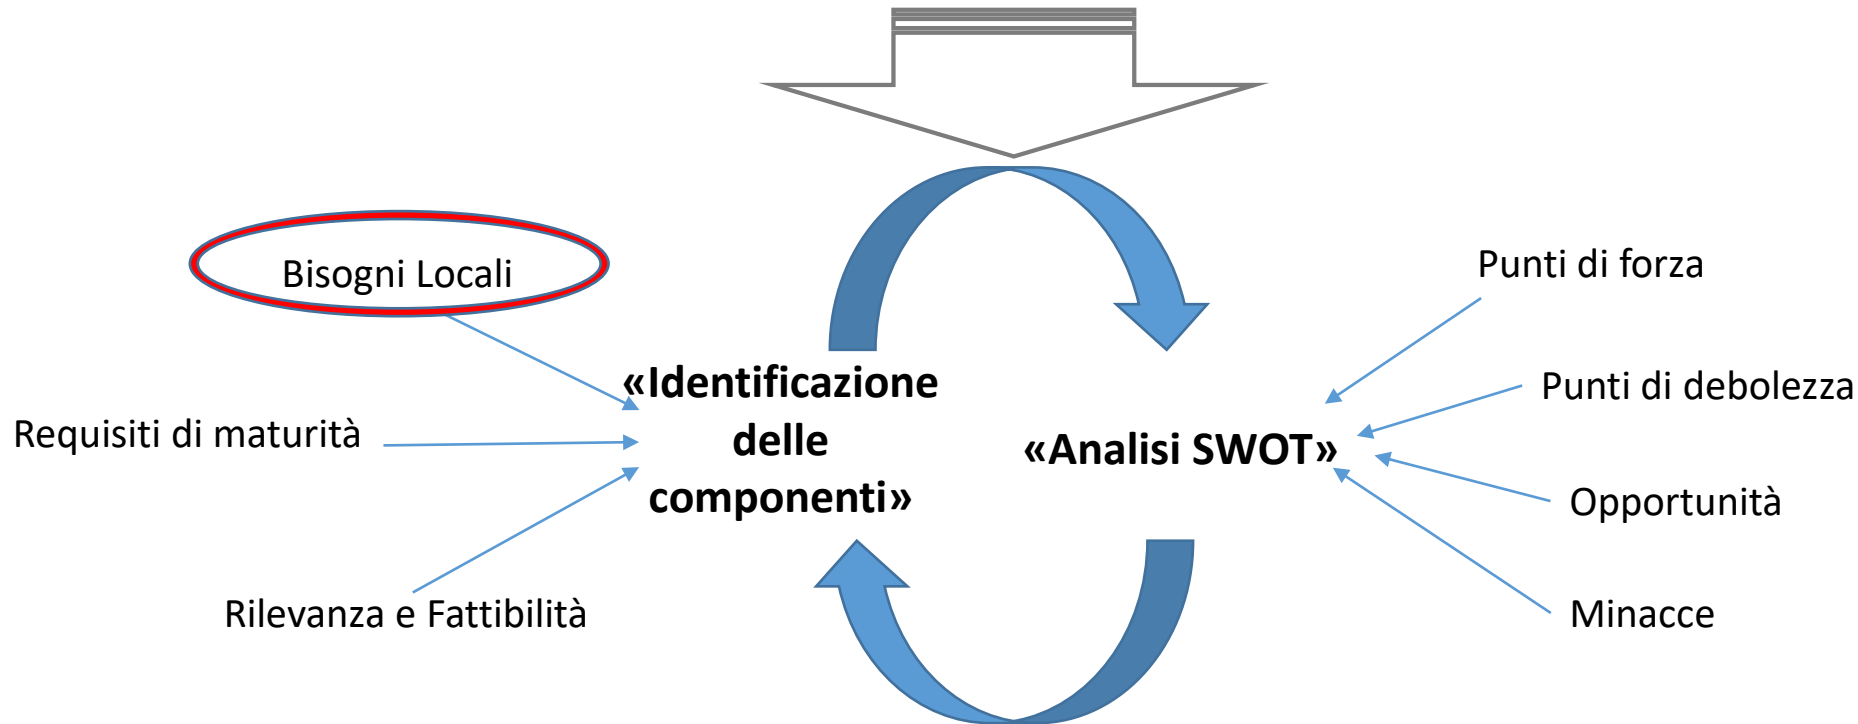 Bisogni Locali
Requisiti di maturità
Rilevanza e Fattibilità
«Identificazione
delle
componenti»
«Analisi SWOT»
Punti di forza
Punti di debolezza
Opportunità
Minacce